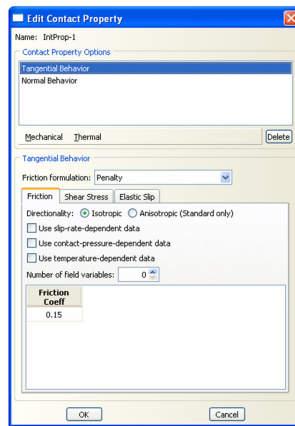 Edit Contact Property
Name: IntProp-1
Contact Property Options
Tangential Behavior
Normal Behavior
Mechanical Thermal
Delete
Tangential Behavior
Friction formulation: Penalty
Friction Shear Stress Elastic Slip
Directionality: Isotropic Anisotropic (Standard only)
Use slip-rate-dependent data
Use contact-pressure-dependent data
Use temperature-dependent data
Number of field variables: 0
Friction
Coeff
0.15
OK Cancel